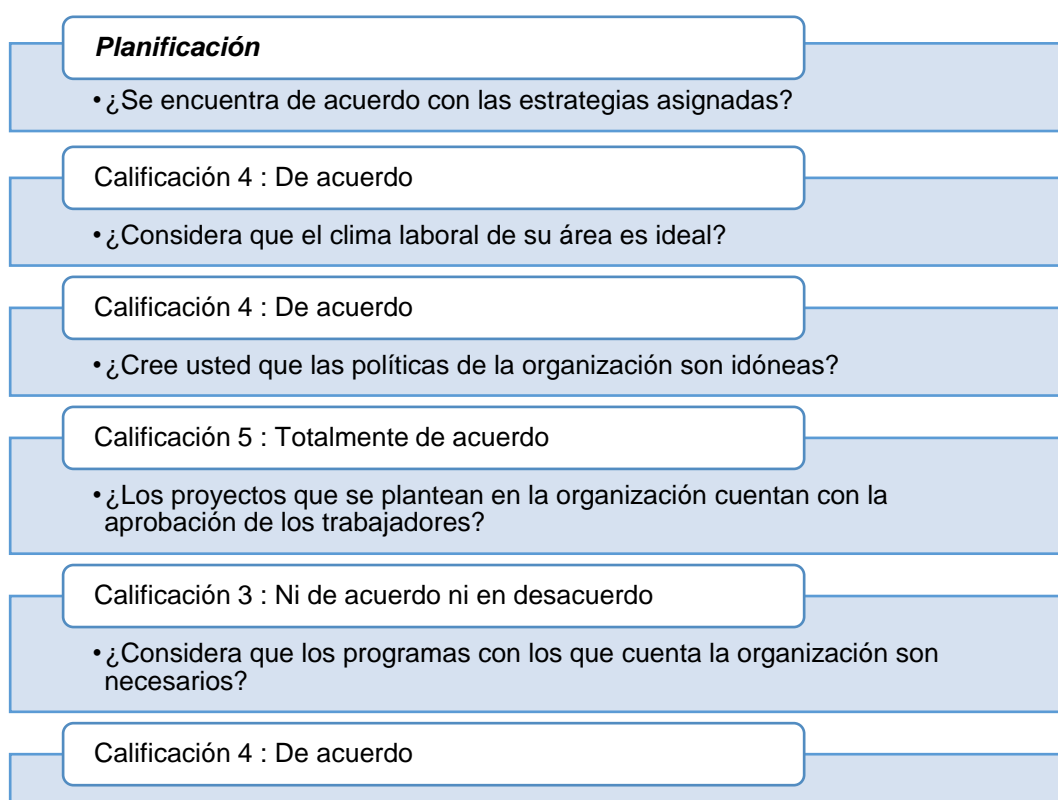 Planificación
•¿Se encuentra de acuerdo con las estrategias asignadas?
Calificación 4 : De acuerdo
•¿Considera que el clima laboral de su área es ideal?
Calificación 4 : De acuerdo
•¿Cree usted que las políticas de la organización son idóneas?
Calificación 5 : Totalmente de acuerdo
•¿Los proyectos que se plantean en la organización cuentan con la
aprobación de los trabajadores?
Calificación 3 : Ni de acuerdo ni en desacuerdo
•¿Considera que los programas con los que cuenta la organización son
necesarios?
Calificación 4 : De acuerdo